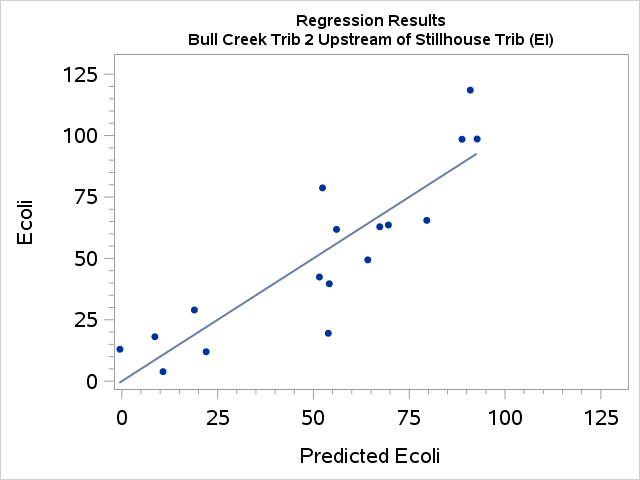 Regression Results
Bull Creek Trib 2 Upstream of Stillhouse Trib (EI)
125
100
75
50
25
0
Ecoli
0 25 50 75 100 125
Predicted Ecoli